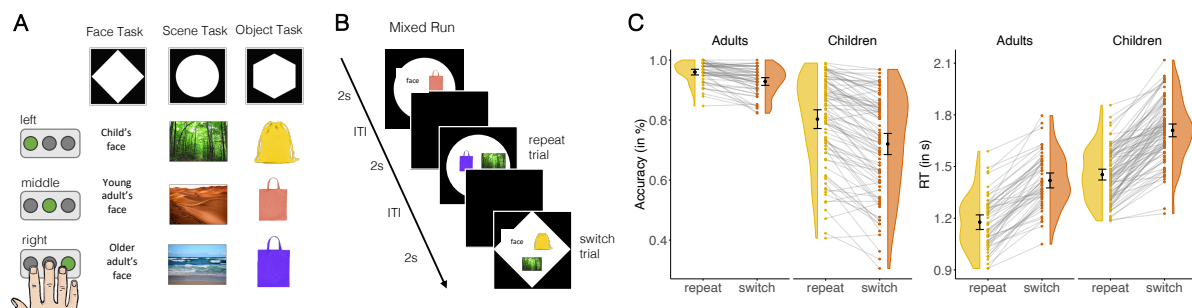 A
Face Task
Scene Task
Object Task
left
Child's
face
middle
Young
adult's
face
right
Older
adult's
face
B
Mixed Run
2s
face
ITI
2s
repeat
trial
ITI
2s
face
switch
trial
C
Adults
Children
Accuracy (in %)
1.0
0.8
0.6
0.4
repeat
switch
repeat
switch
Adults
Children
RT (in s)
2.1
1.8
1.5
1.2
0.9
repeat
switch
repeat
switch